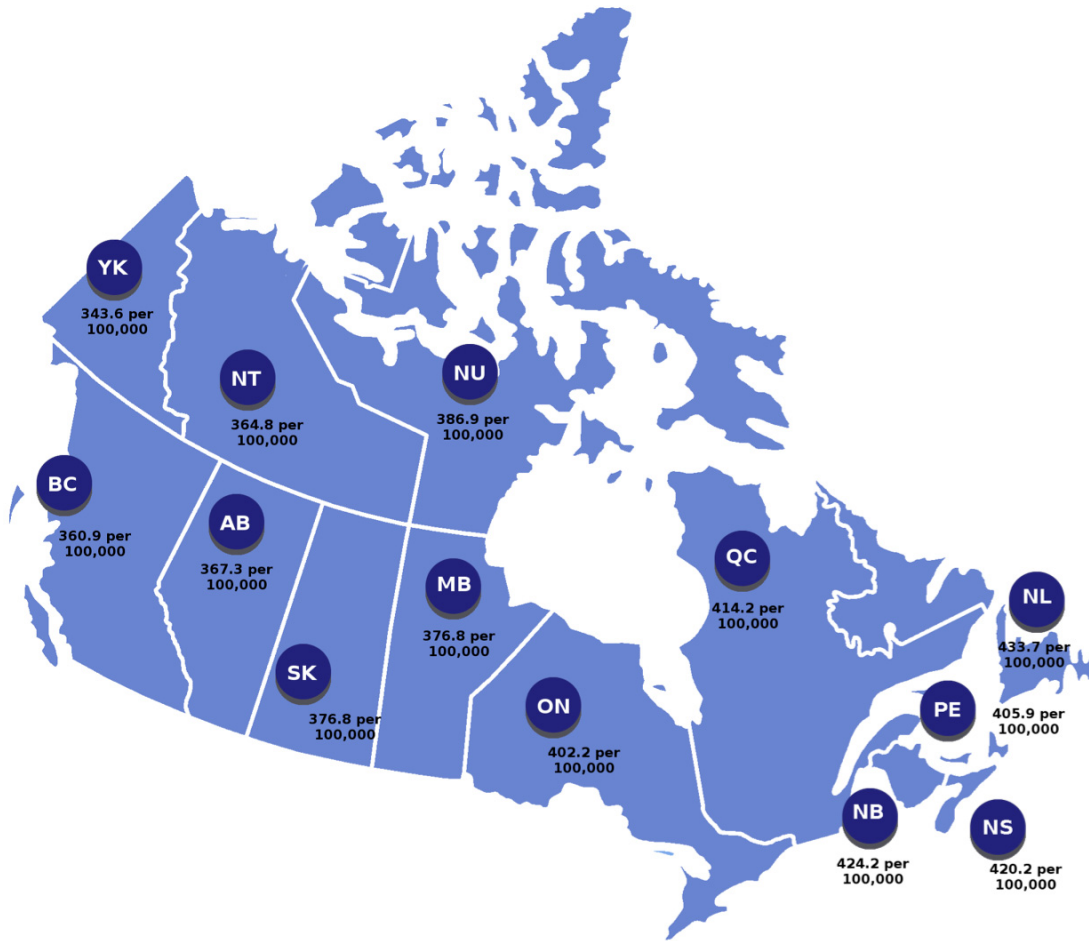 YK
343.6 per
100,000
NT
364.8 per
100,000
NU
386.9 per
100,000
BC
360.9 per
100,000
AB
367.3 per
100,000
SK
376.8 per
100,000
MB
376.8 per
100,000
ON
402.2 per
100,000
QC
414.2 per
100,000
NL
433.7 per
100,000
PE
405.9 per
100,000
NB
424.2 per
100,000
NS
420.2 per
100,000